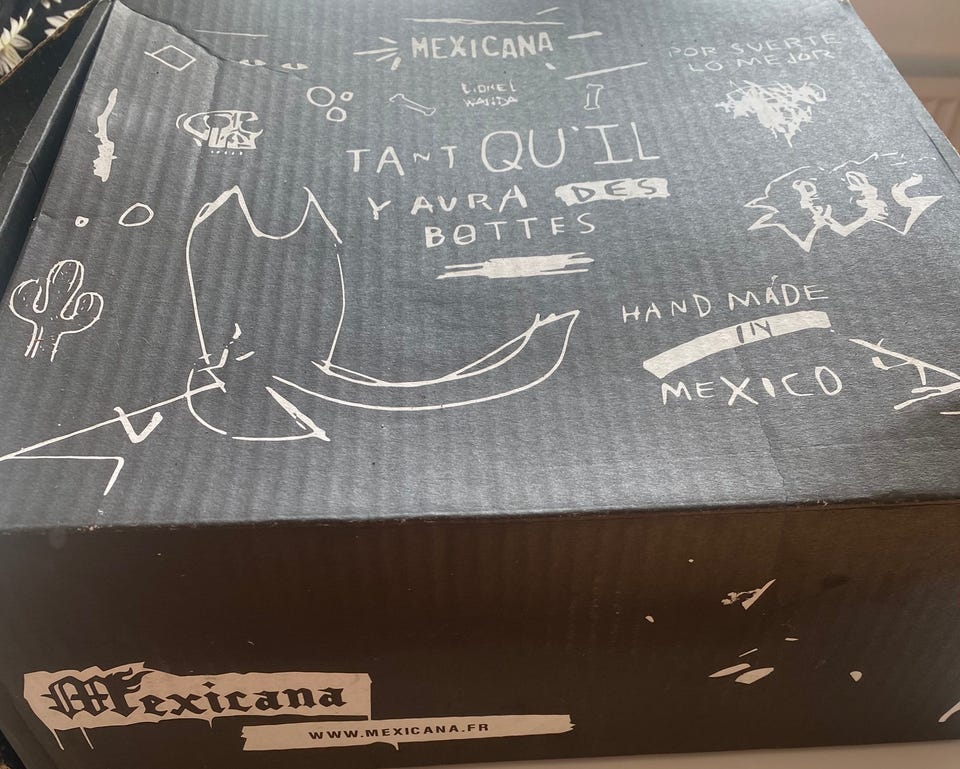 MEXICANA
POR SUERTE
LO MEJOR
LIONEL
WANDA
TANT QU'IL
Y AURA DES
BOTTES
HAND MADE
IN
MEXICO
Mexicana
WWW.MEXICANA.FR